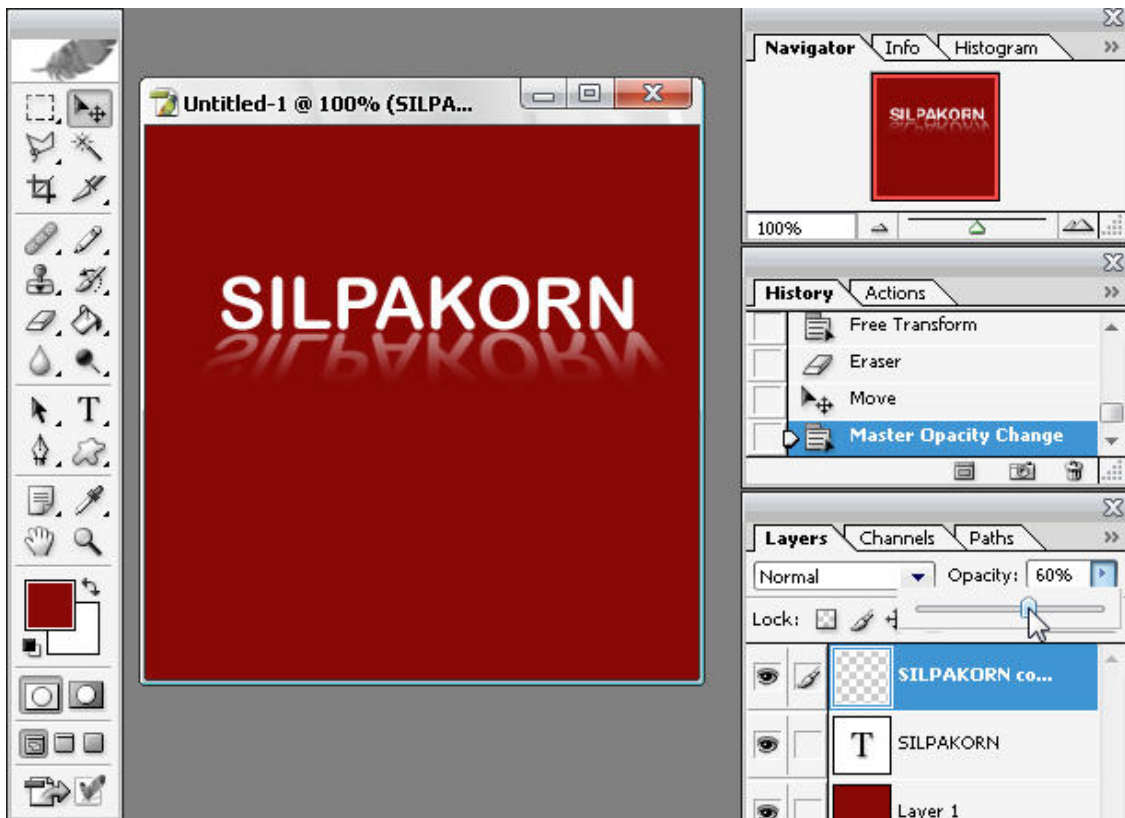 Untitled-1 @ 100% (SILPA...
SILPAKORN
SILPAKORN
Navigator Info Histogram
SILPAKORN
100%
History Actions
Free Transform
Eraser
Move
Master Opacity Change
Layers Channels Paths
Normal Opacity: 60%
Lock:
SILPAKORN co...
T SILPAKORN
Layer 1